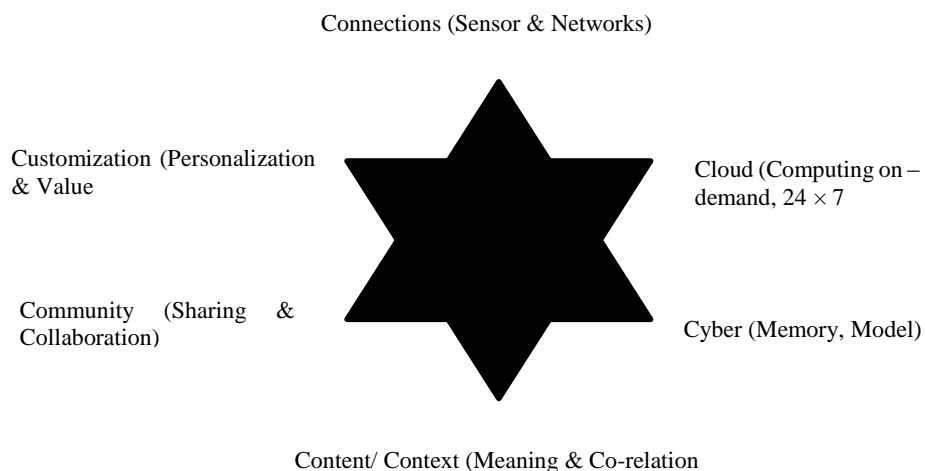 Connections (Sensor & Networks)
Customization (Personalization
& Value
Cloud (Computing on –
demand, 24 × 7
Community (Sharing &
Collaboration)
Cyber (Memory, Model)
Content/ Context (Meaning & Co-relation